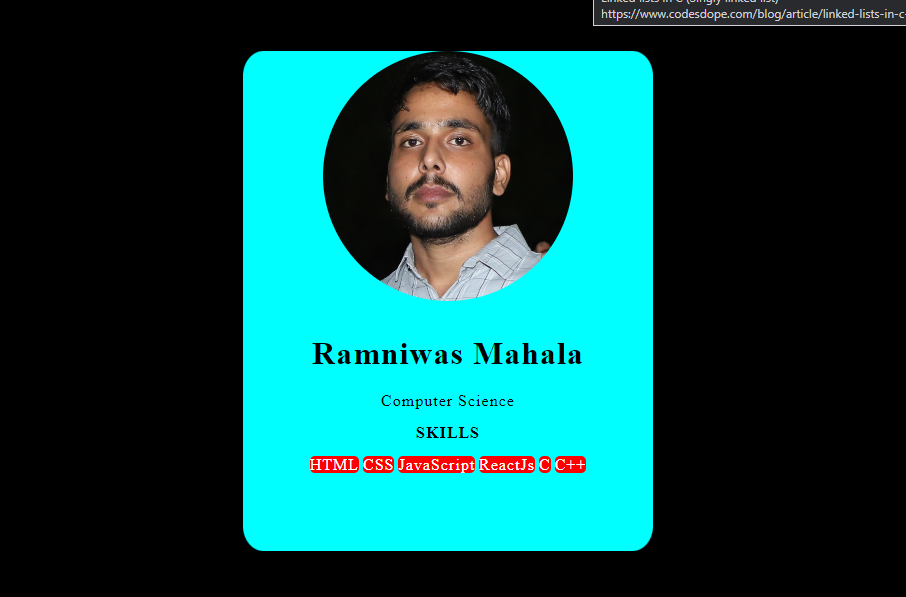 Linked lists in C (Singly linked list)
https://www.codesdope.com/blog/article/linked-lists-in-c-
Ramniwas Mahala
Computer Science
SKILLS
HTML CSS JavaScript ReactJs C C++